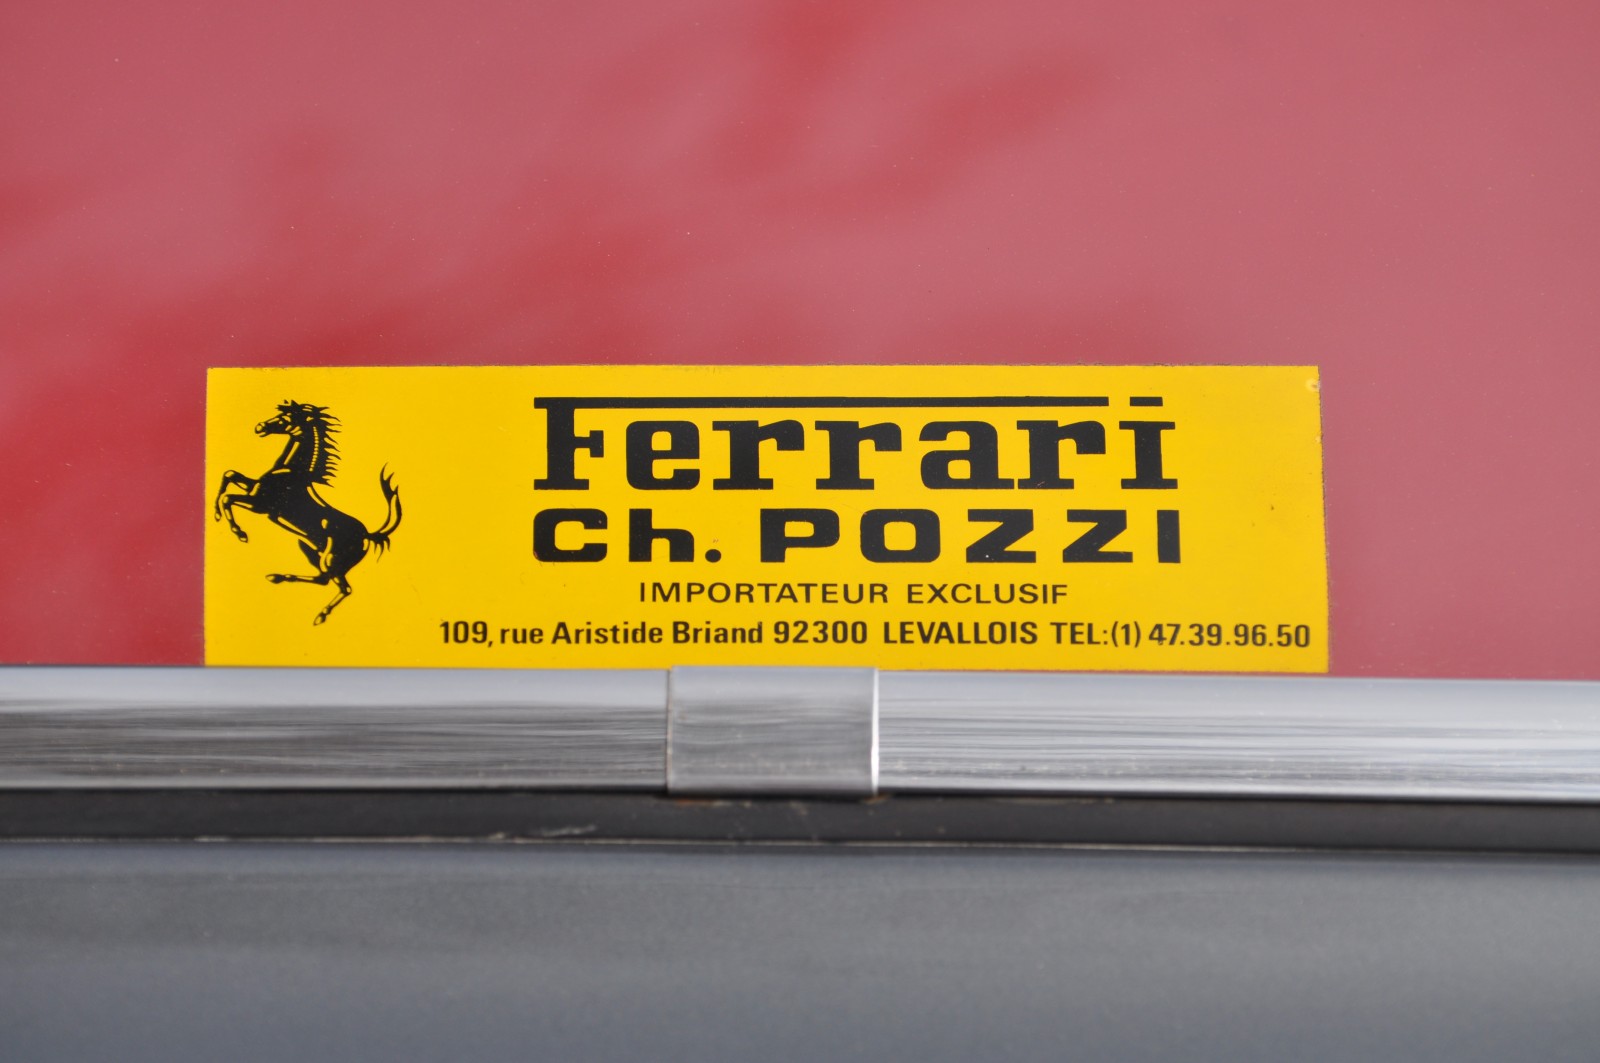 Ferrari
Ch. POZZI
IMPORTATEUR EXCLUSIF
109, rue Aristide Briand 92300 LEVALLOIS TEL:(1) 47.39.96.50